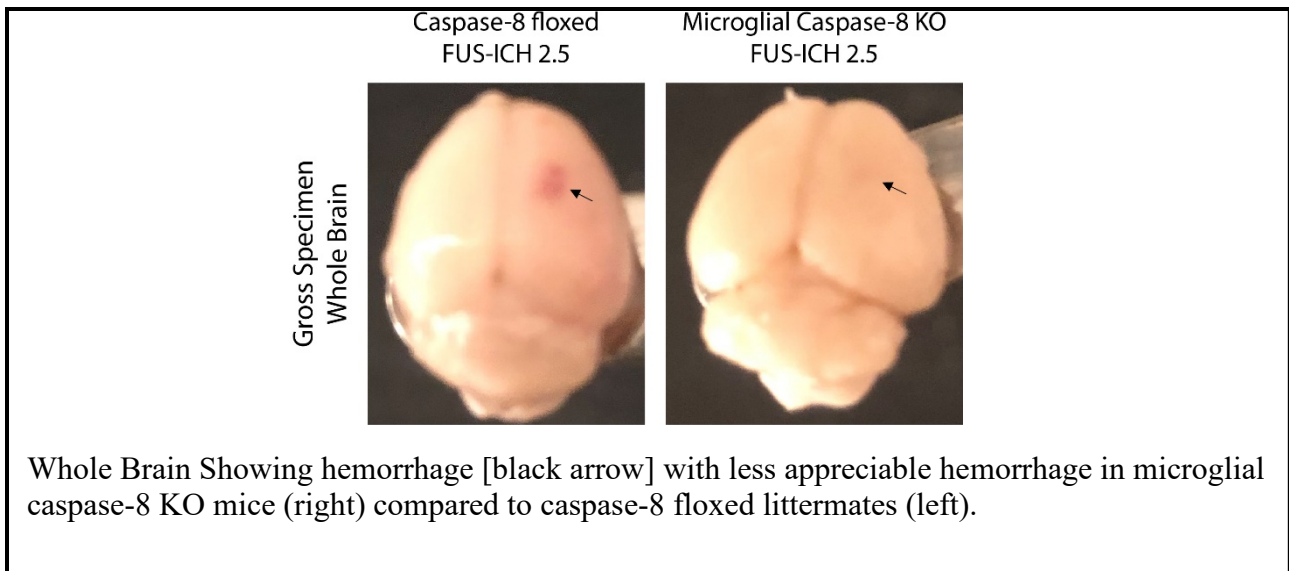 Caspase-8 floxed
FUS-ICH 2.5
Microglial Caspase-8 KO
FUS-ICH 2.5
Gross Specimen
Whole Brain
Whole Brain Showing hemorrhage [black arrow] with less appreciable hemorrhage in microglial
caspase-8 KO mice (right) compared to caspase-8 floxed littermates (left).